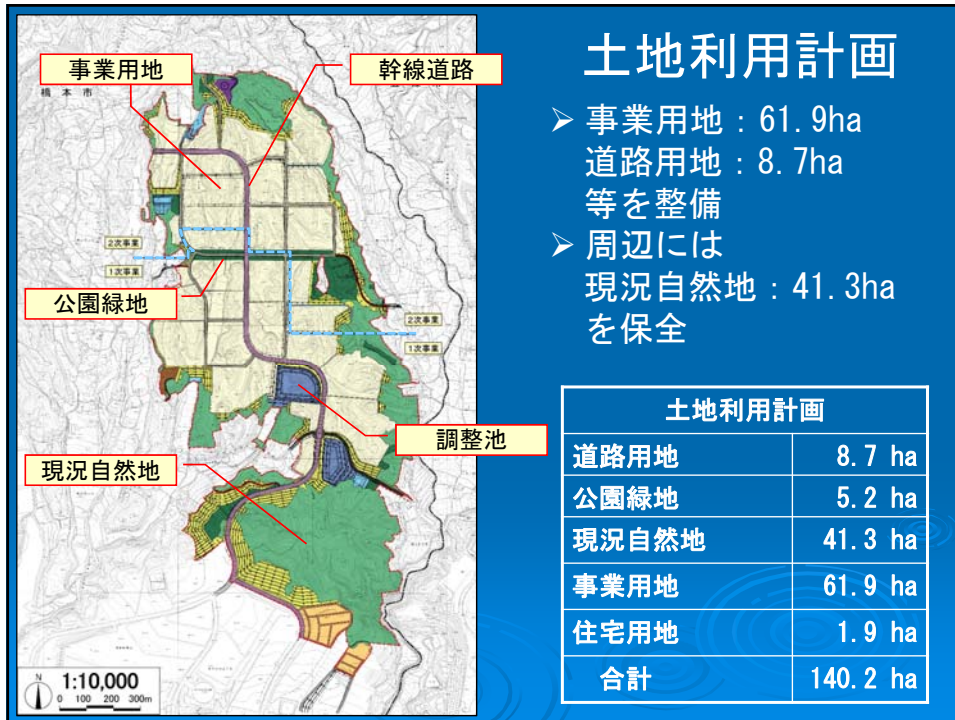 土地利用計画
➢ 事業用地：61.9ha
道路用地：8.7ha
等を整備
➢ 周辺には
現況自然地：41.3ha
を保全
事業用地
幹線道路
橋本市
2次事業
1次事業
公園緑地
2次事業
1次事業
調整池
現況自然地
N
1:10,000
0 100 200 300m
土地利用計画
道路用地 8.7 ha
公園緑地 5.2 ha
現況自然地 41.3 ha
事業用地 61.9 ha
住宅用地 1.9 ha
合計 140.2 ha